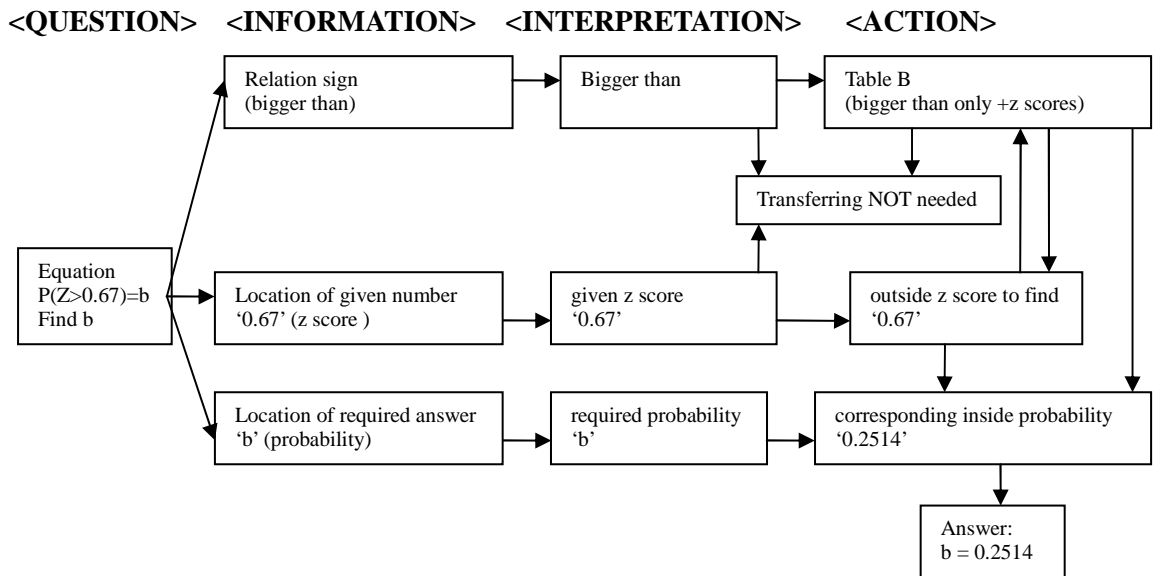 <QUESTION> <INFORMATION> <INTERPRETATION> <ACTION>
Relation sign
(bigger than)
Bigger than
Table B
(bigger than only +z scores)
Transferring NOT needed
Equation
P(Z>0.67)=b
Find b
Location of given number
‘0.67’ (z score )
given z score
‘0.67’
outside z score to find
‘0.67’
Location of required answer
‘b’ (probability)
required probability
‘b’
corresponding inside probability
‘0.2514’
Answer:
b = 0.2514